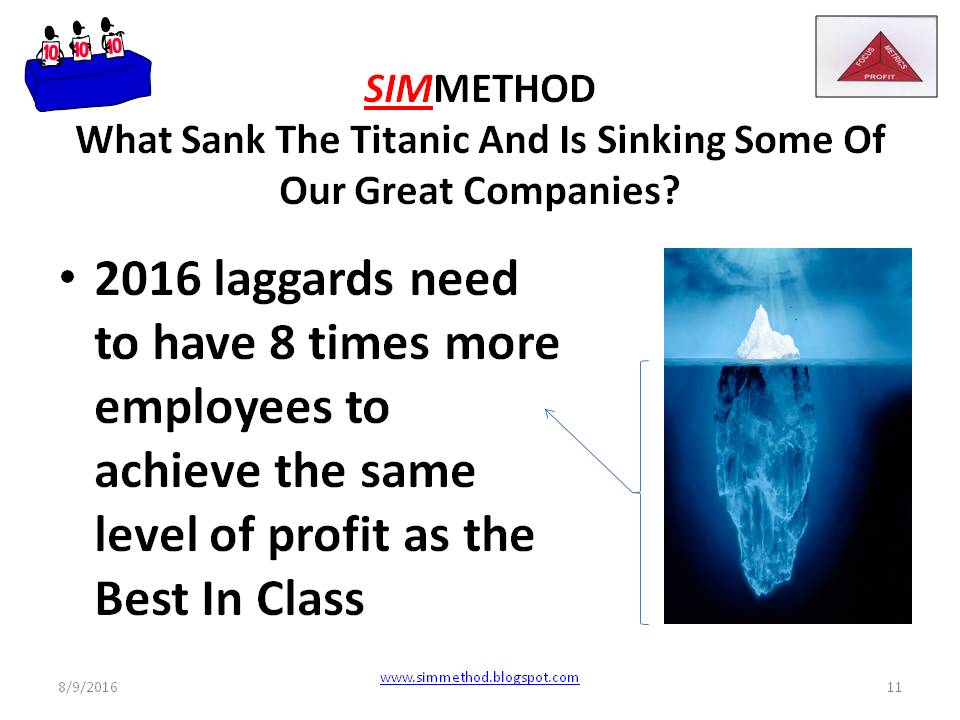 10 10 10
FOCUS METRICS
PROFIT
SIMMETHOD
What Sank The Titanic And Is Sinking Some Of
Our Great Companies?
• 2016 laggards need
to have 8 times more
employees to
achieve the same
level of profit as the
Best In Class
8/9/2016
www.simmethod.blogspot.com
11